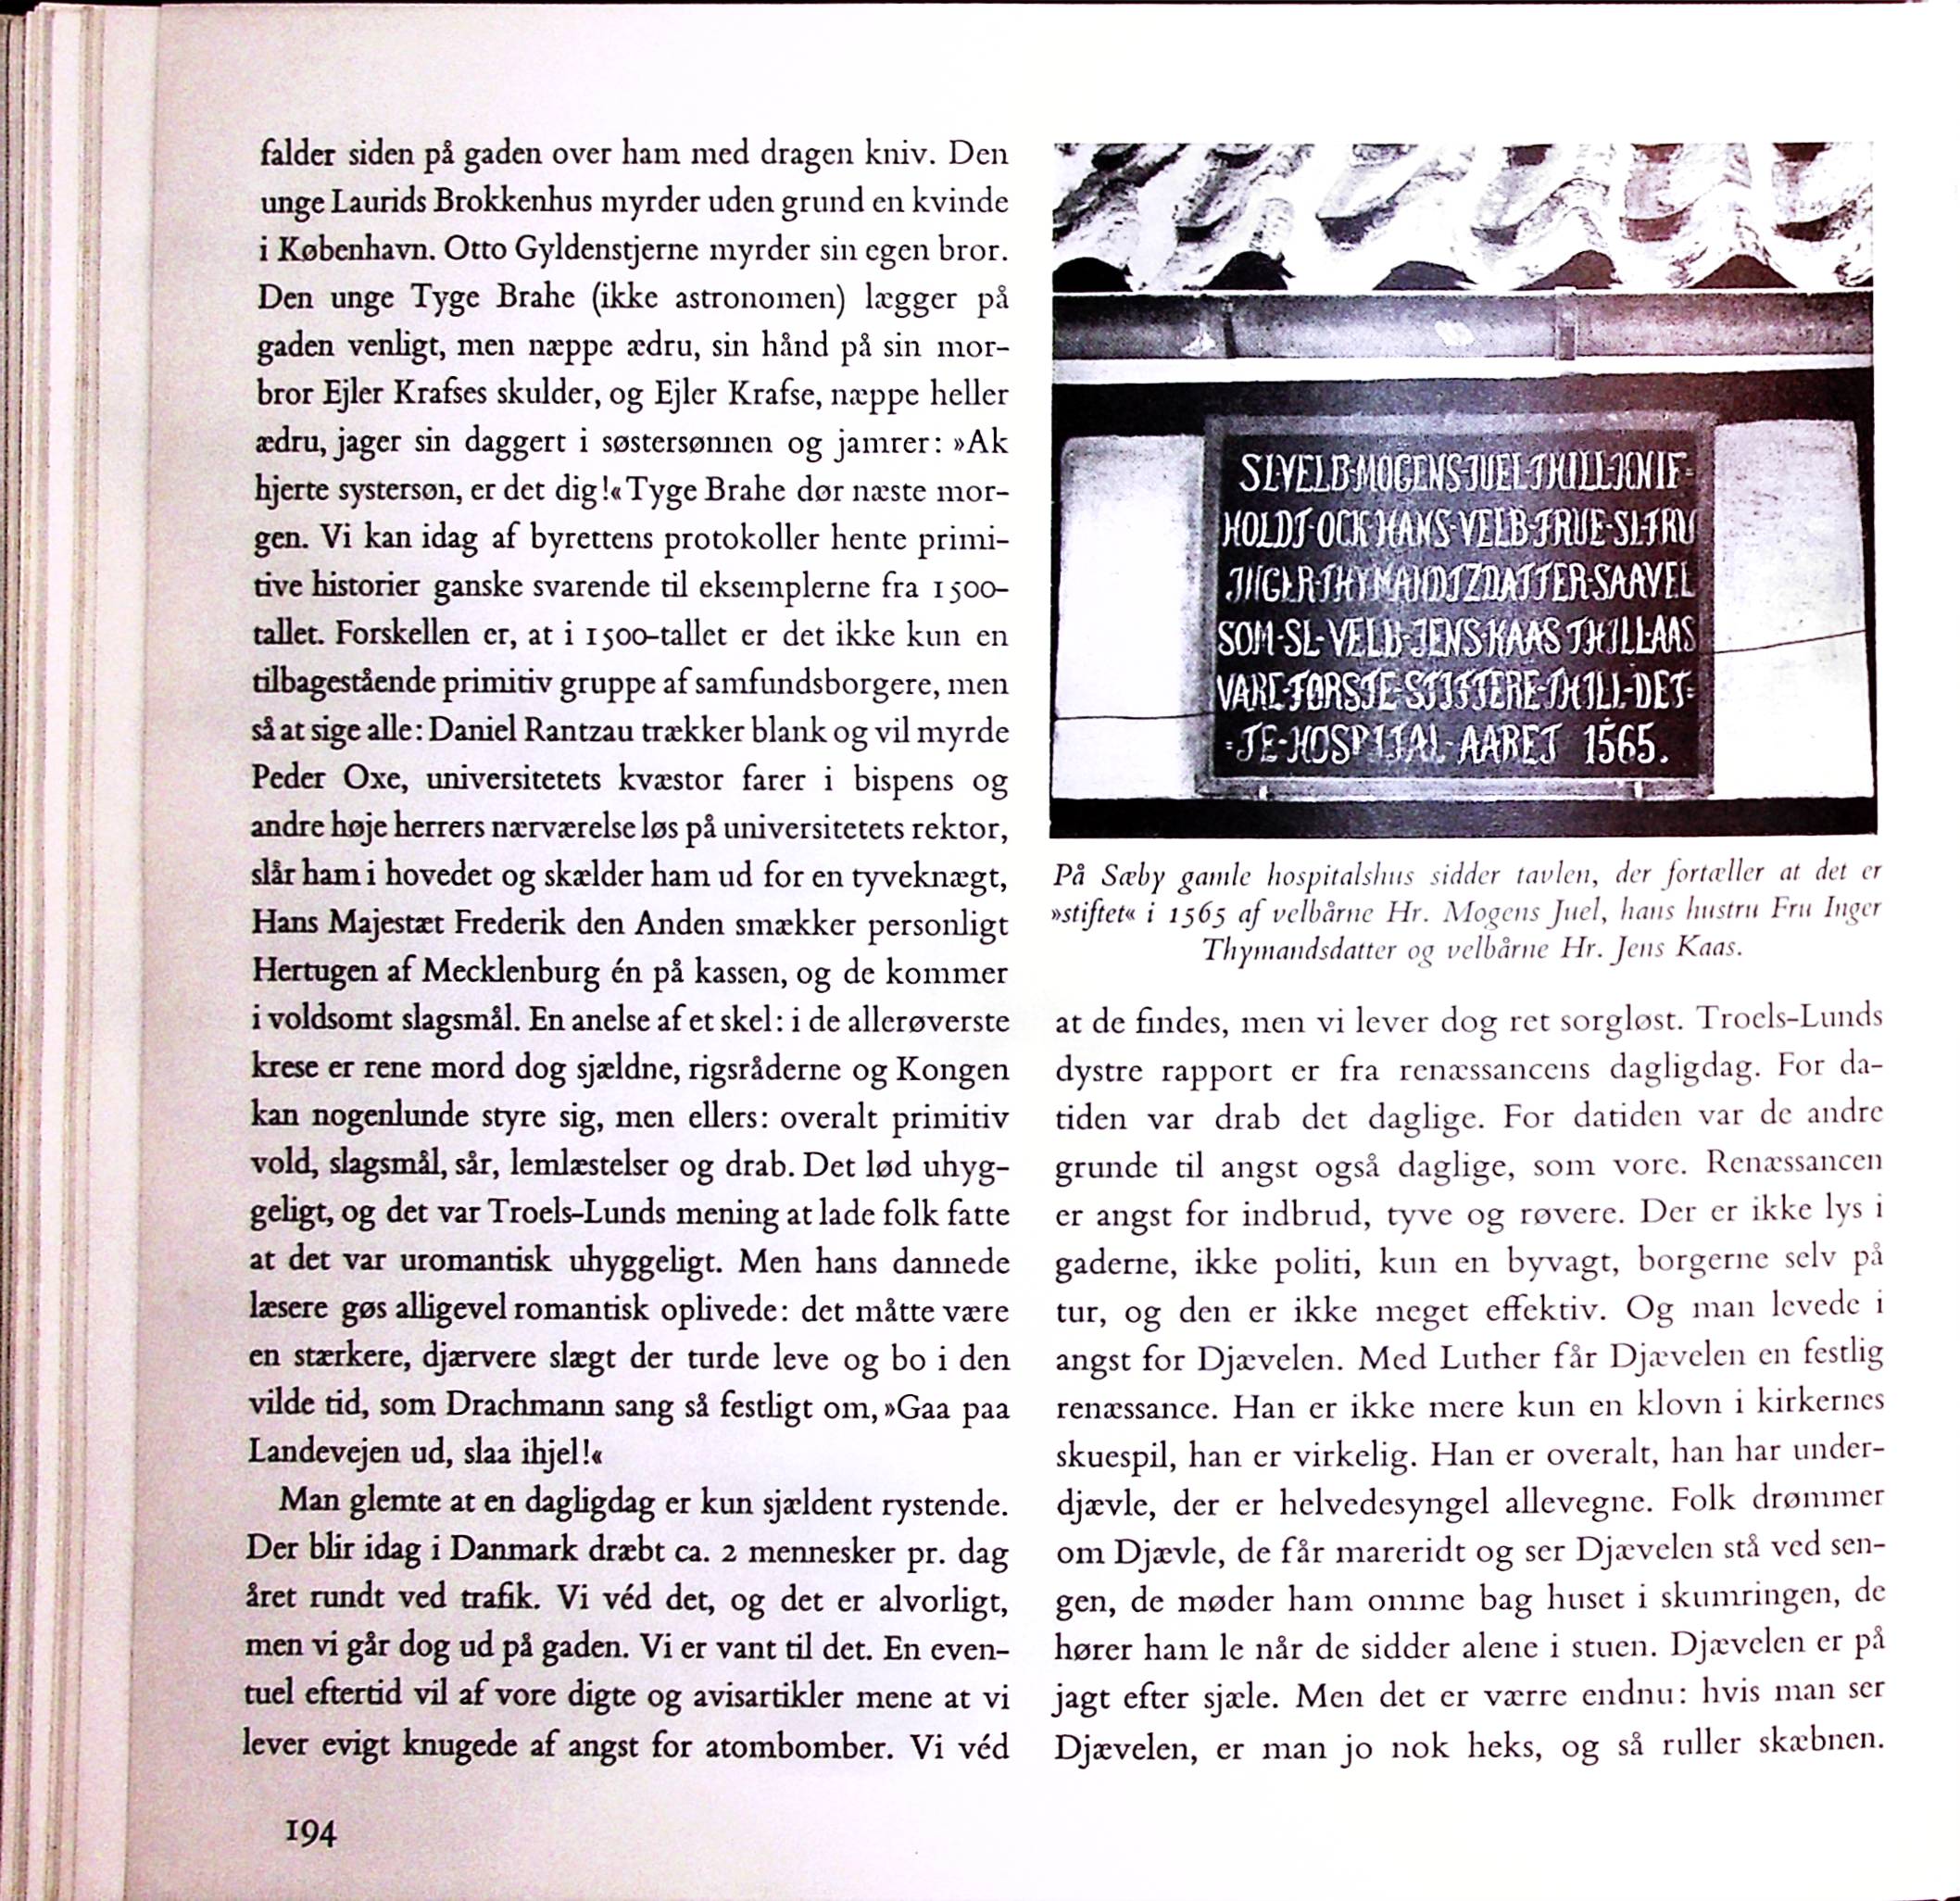 falder siden på gaden over ham med dragen kniv. Den
unge Laurids Brokkenhus myrder uden grund en kvinde
i København. Otto Gyldenstjerne myrder sin egen bror.
Den unge Tyge Brahe (ikke astronomen) lægger på
gaden venligt, men næppe ædru, sin hånd på sin mor-
bror Ejler Krafses skulder, og Ejler Krafse, næppe heller
ædru, jager sin daggert i søstersønnen og jamrer: »Ak
hjerte systersøn, er det dig!« Tyge Brahe dør næste mor-
gen. Vi kan idag af byrettens protokoller hente primi-
tive historier ganske svarende til eksemplerne fra 1500-
tallet. Forskellen er, at i 1500-tallet er det ikke kun en
tilbagestående primitiv gruppe af samfundsborgere, men
så at sige alle: Daniel Rantzau trækker blank og vil myrde
Peder Oxe, universitetets kvæstor farer i bispens og
andre høje herrers nærværelse løs på universitetets rektor,
slår ham i hovedet og skælder ham ud for en tyveknægt,
Hans Majestæt Frederik den Anden smækker personligt
Hertugen af Mecklenburg én på kassen, og de kommer
i voldsomt slagsmål. En anelse af et skel: i de allerøverste
krese er rene mord dog sjældne, rigsråderne og Kongen
kan nogenlunde styre sig, men ellers: overalt primitiv
vold, slagsmål, sår, lemlæstelser og drab. Det lød uhyg-
geligt, og det var Troels-Lunds mening at lade folk fatte
at det var uromantisk uhyggeligt. Men hans dannede
læsere gøs alligevel romantisk oplivede: det måtte være
en stærkere, djærvere slægt der turde leve og bo i den
vilde tid, som Drachmann sang så festligt om, »Gaa paa
Landevejen ud, slaa ihjel!«
Man glemte at en dagligdag er kun sjældent rystende.
Der blir idag i Danmark dræbt ca. 2 mennesker pr. dag
året rundt ved trafik. Vi véd det, og det er alvorligt,
men vi går dog ud på gaden. Vi er vant til det. En even-
tuel eftertid vil af vore digte og avisartikler mene at vi
lever evigt knugede af angst for atombomber. Vi véd
194
SL·VELB·MOGENS·JUEL·THILL·KNIF=
HOLDT·OCK·HANS·VELB·FRUE·SL·FRU
INGER·THYMANDTZDATTER·SAAVEL
SOM·SL·VELB·JENS·KAAS THILL·AAS
VARE·FØRSTE·STIFTERE·THILL·DET=
=TE·HOSPITAL·AARET 1565.
På Sæby gamle hospitalshus sidder tavlen, der fortæller at det er
»stiftet« i 1565 af velbårne Hr. Mogens Juel, hans hustru Fru Inger
Thymandsdatter og velbårne Hr. Jens Kaas.
at de findes, men vi lever dog ret sorgløst. Troels-Lunds
dystre rapport er fra renæssancens dagligdag. For da-
tiden var drab det daglige. For datiden var de andre
grunde til angst også daglige, som vore. Renæssancen
er angst for indbrud, tyve og røvere. Der er ikke lys i
gaderne, ikke politi, kun en byvagt, borgerne selv på
tur, og den er ikke meget effektiv. Og man levede i
angst for Djævelen. Med Luther får Djævelen en festlig
renæssance. Han er ikke mere kun en klovn i kirkernes
skuespil, han er virkelig. Han er overalt, han har under-
djævle, der er helvedesyngel allevegne. Folk drømmer
om Djævle, de får mareridt og ser Djævelen stå ved sen-
gen, de møder ham omme bag huset i skumringen, de
hører ham le når de sidder alene i stuen. Djævelen er på
jagt efter sjæle. Men det er værre endnu: hvis man ser
Djævelen, er man jo nok heks, og så ruller skæbnen.